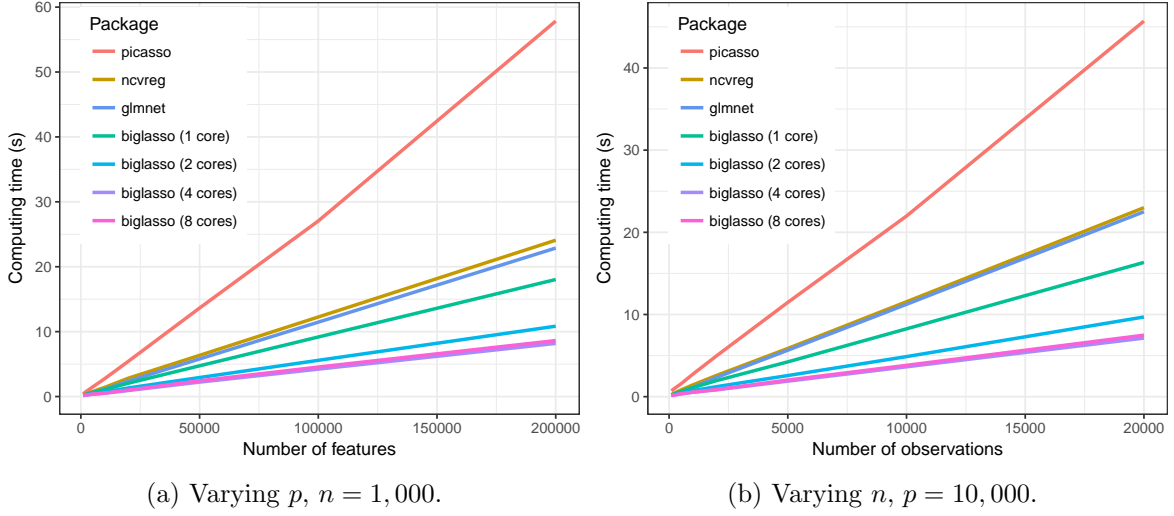 Package
picasso
ncvreg
glmnet
biglasso (1 core)
biglasso (2 cores)
biglasso (4 cores)
biglasso (8 cores)
Computing time (s)
60
50
40
30
20
10
0
0 50000 100000 150000 200000
Number of features
(a) Varying p, n = 1, 000.
Package
picasso
ncvreg
glmnet
biglasso (1 core)
biglasso (2 cores)
biglasso (4 cores)
biglasso (8 cores)
Computing time (s)
40
30
20
10
0
0 5000 10000 15000 20000
Number of observations
(b) Varying n, p = 10, 000.